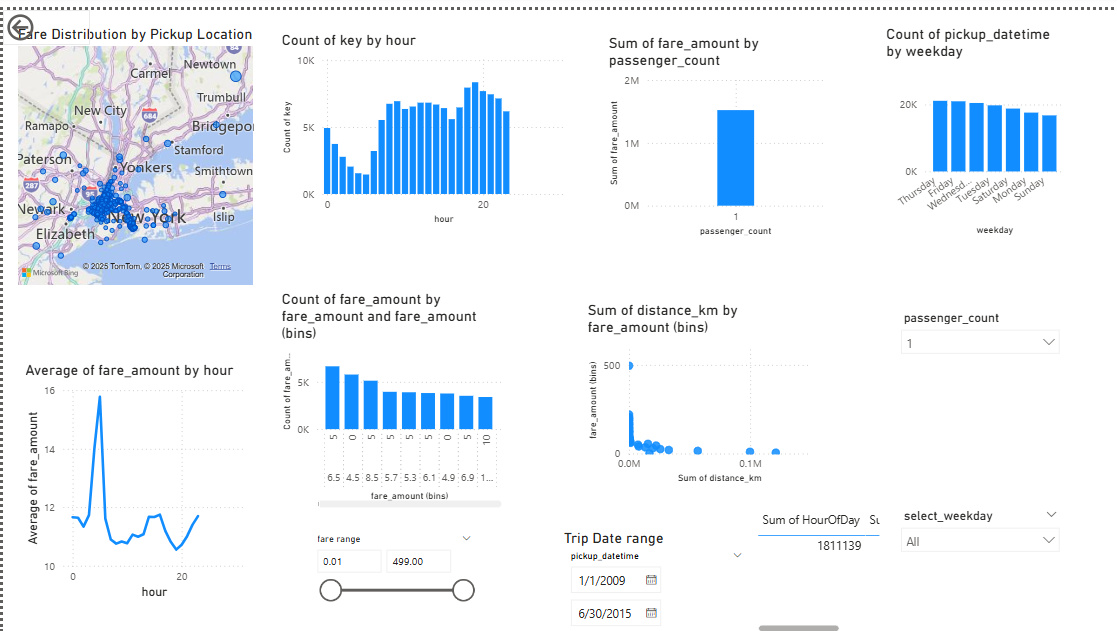 Fare Distribution by Pickup Location
Newtown
Carmel
Trumbull
New City
684
Ramapo
Bridgepor
Stamford
Paterson
Yonkers
Smithtown
287
Newark
New York
Islip
Elizabeth
© 2025 TomTom, © 2025 Microsoft Corporation Terms
Microsoft Bing
Count of key by hour
10K
5K
0K
Count of key
0 20
hour
Sum of fare_amount by
passenger_count
2M
1M
0M
Sum of fare_amount
1
passenger_count
Count of pickup_datetime
by weekday
20K
0K
Thursday
Friday
Wednesd...
Tuesday
Saturday
Monday
Sunday
weekday
Average of fare_amount by hour
16
14
12
10
Average of fare_amount
0 20
hour
Count of fare_amount by
fare_amount and fare_amount
(bins)
5K
0K
Count of fare_am...
5 0 5 5 5 5 0 5 10
6.5 4.5 8.5 5.7 5.3 6.1 4.9 6.9 1...
fare_amount (bins)
fare range
0.01 499.00
Sum of distance_km by
fare_amount (bins)
500
0
fare_amount (bins)
0.0M 0.1M
Sum of distance_km
Trip Date range
pickup_datetime
1/1/2009
6/30/2015
Sum of HourOfDay Su
1811139
passenger_count
1
select_weekday
All